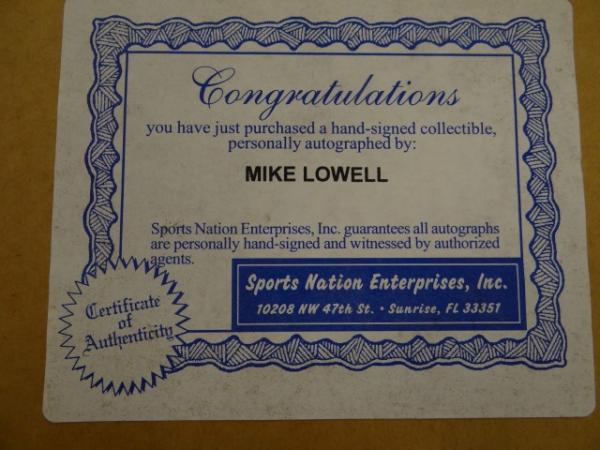 Congratulations
you have just purchased a hand-signed collectible,
personally autographed by:
MIKE LOWELL
Sports Nation Enterprises, Inc. guarantees all autographs
are personally hand-signed and witnessed by authorized
agents.
Sports Nation Enterprises, Inc.
10208 NW 47th St. • Sunrise, FL 33351
Certificate
of
Authenticity